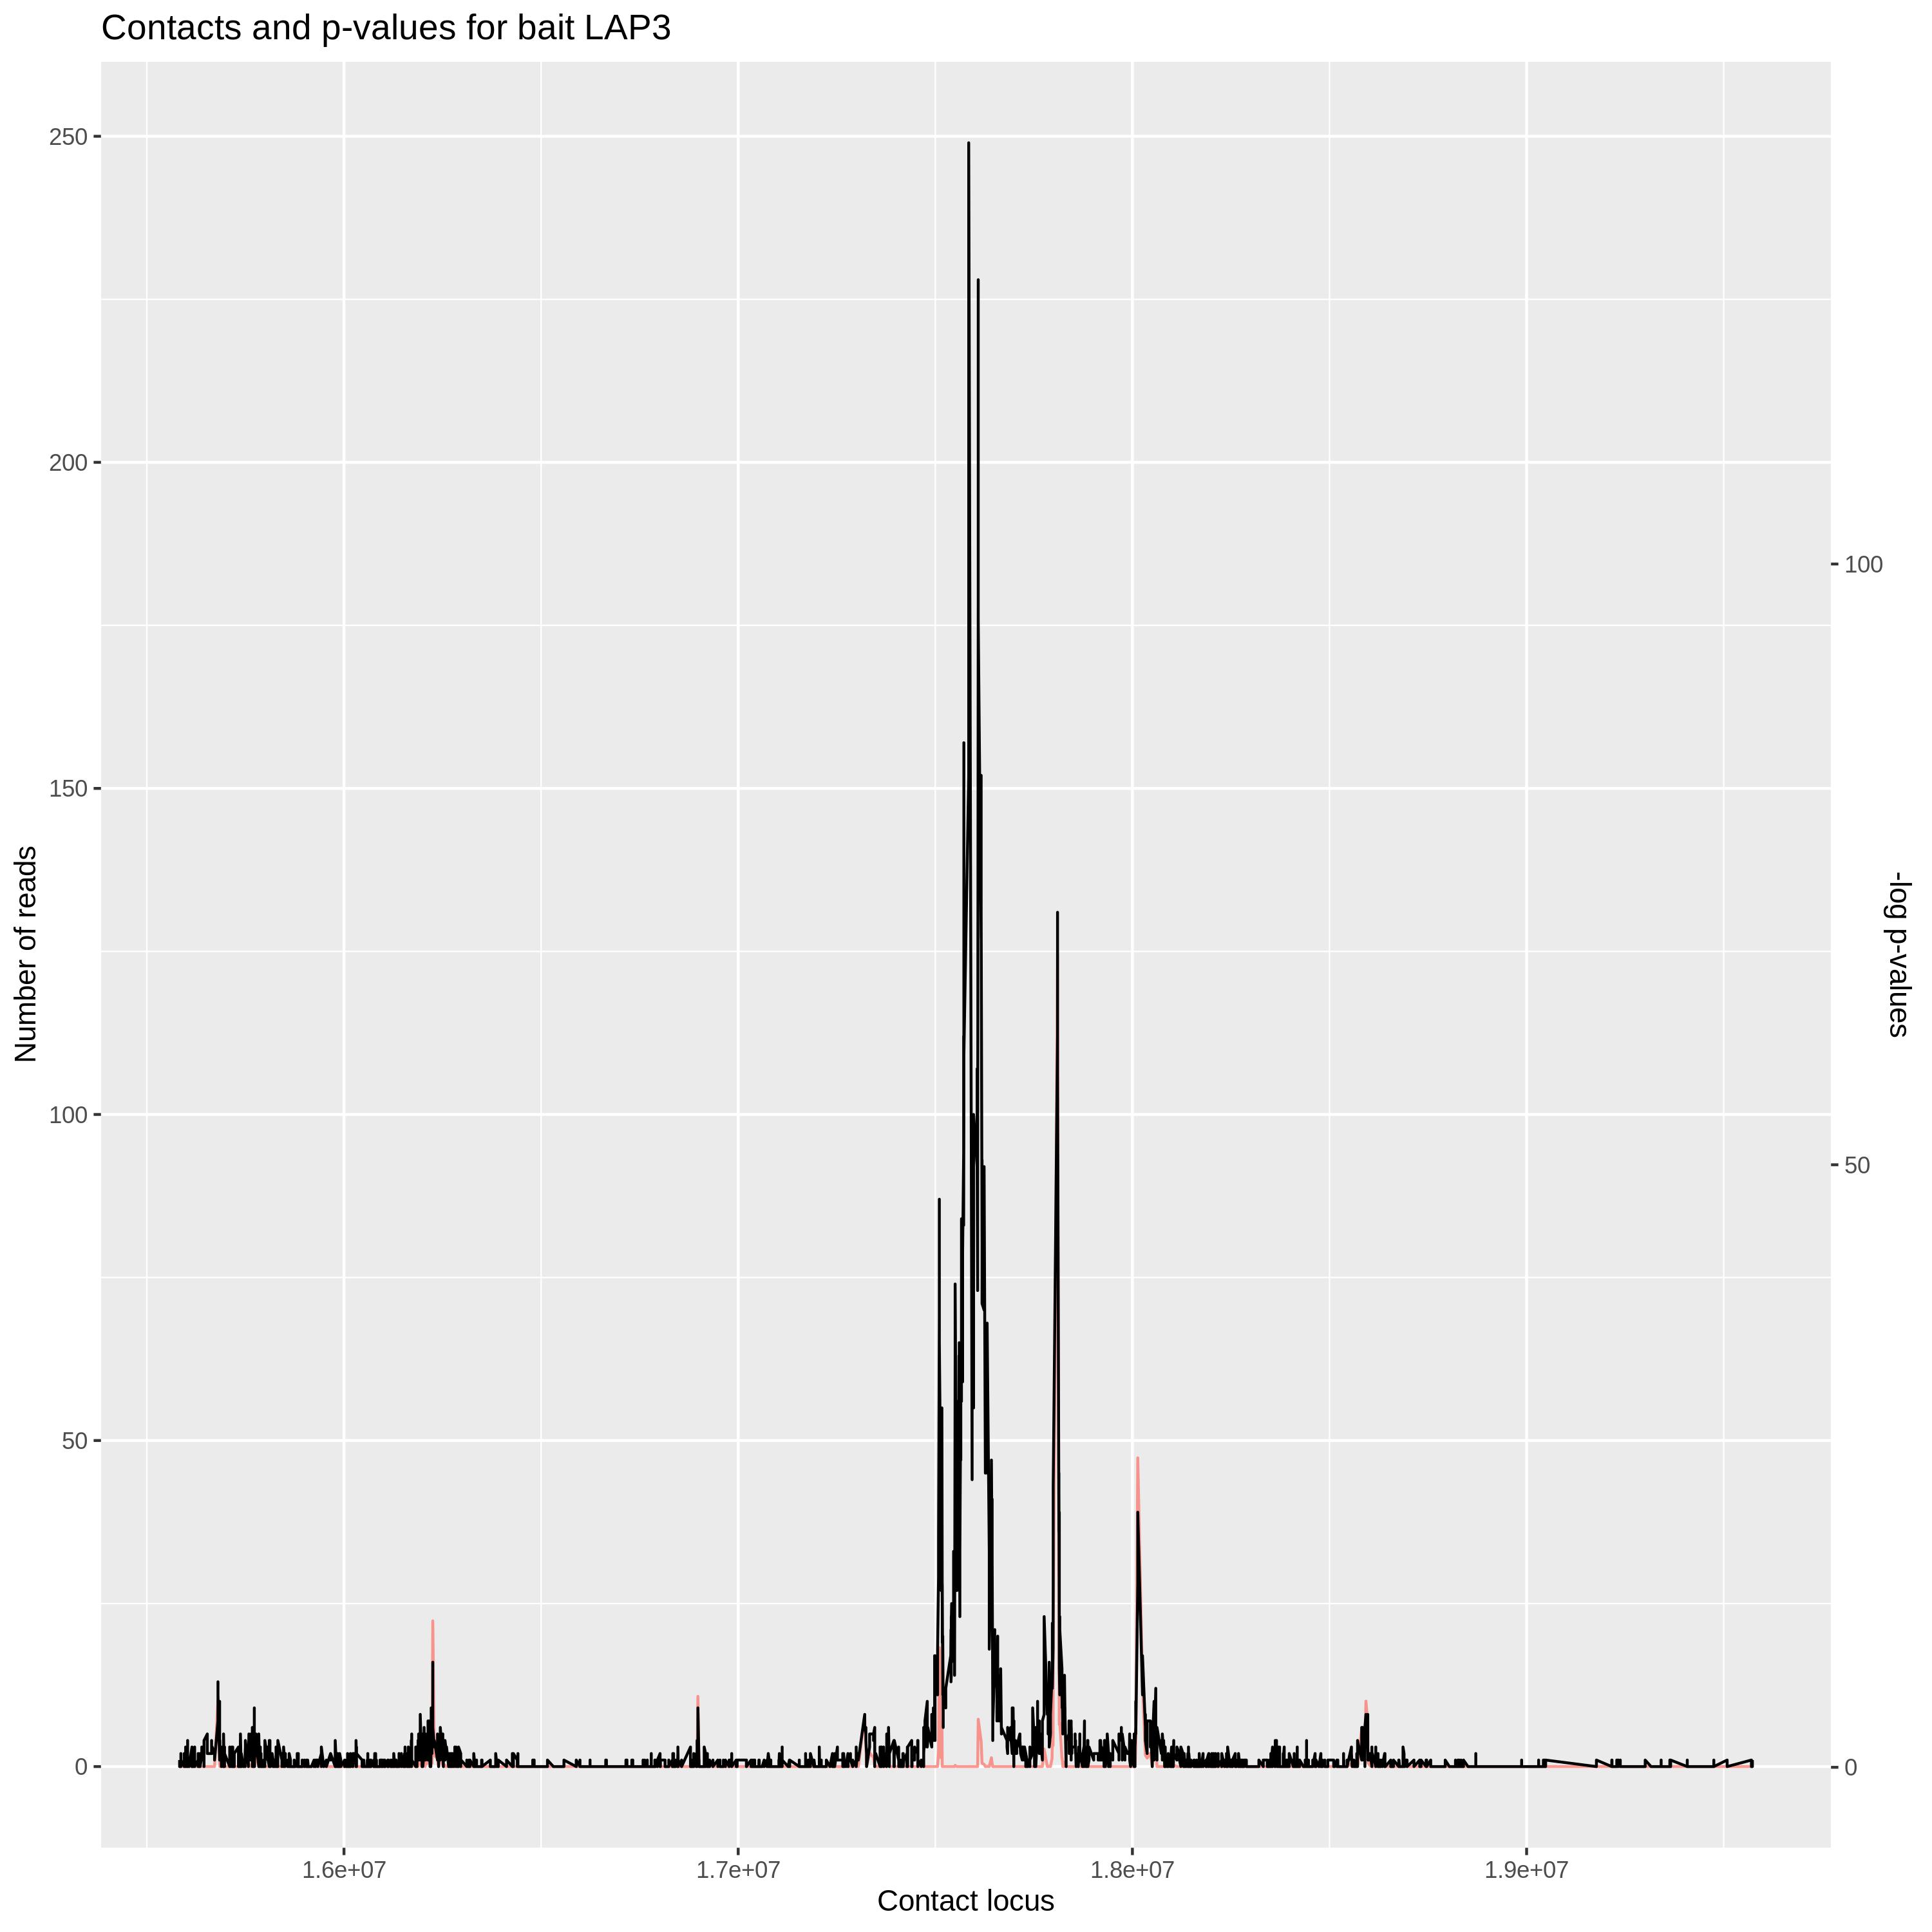 Contacts and p-values for bait LAP3
250
200
150
100
50
0
Number of reads
100
50
0
-log p-values
1.6e+07
1.7e+07
1.8e+07
1.9e+07
Contact locus